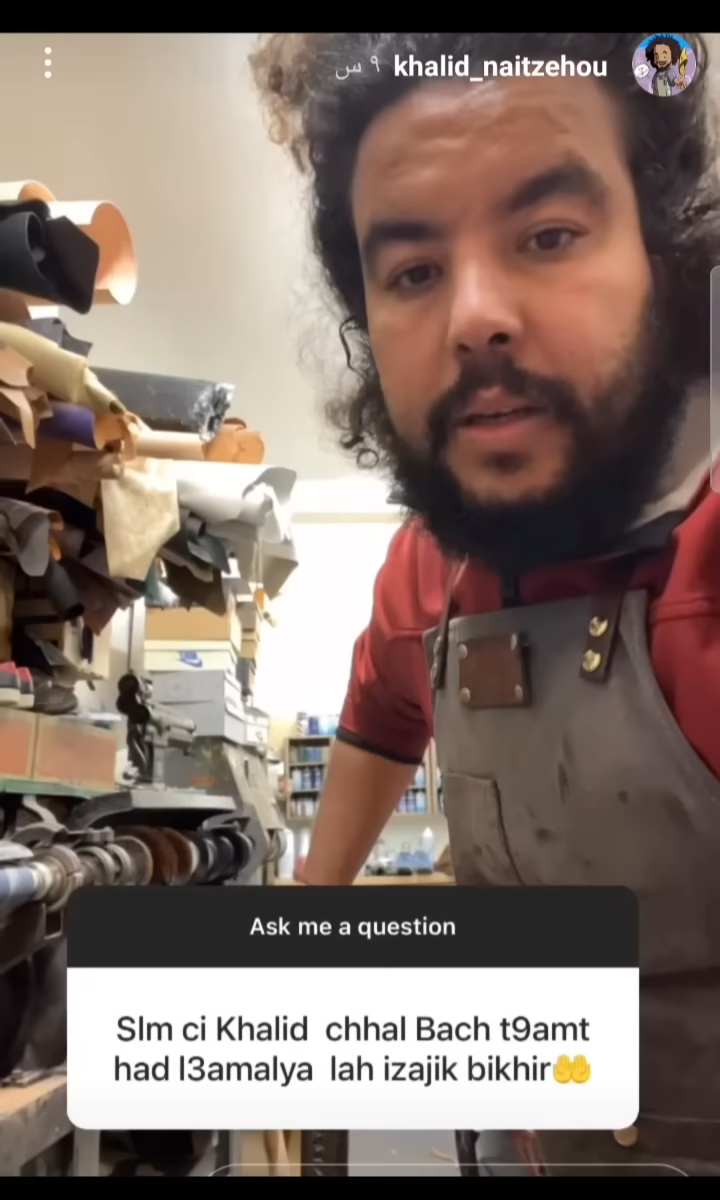 khalid_naitzehou ٩ س
Ask me a question
Slm ci Khalid chhal Bach t9amt
had l3amalya lah izajik bikhir🤲